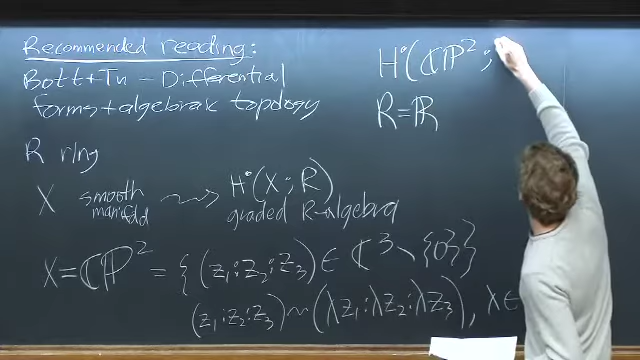 Recommended reading:
Bott + Tu – Differential
forms + algebraic topology
R ring
X smooth manifold ⇝ H•(X; R)
graded R-algebra
X = ℂℙ² = {(z₁:z₂:z₃) ∈ ℂ³ \ {0}}
(z₁:z₂:z₃) ~ (λz₁:λz₂:λz₃), λ ∈
H•(ℂℙ²;
R = ℝ